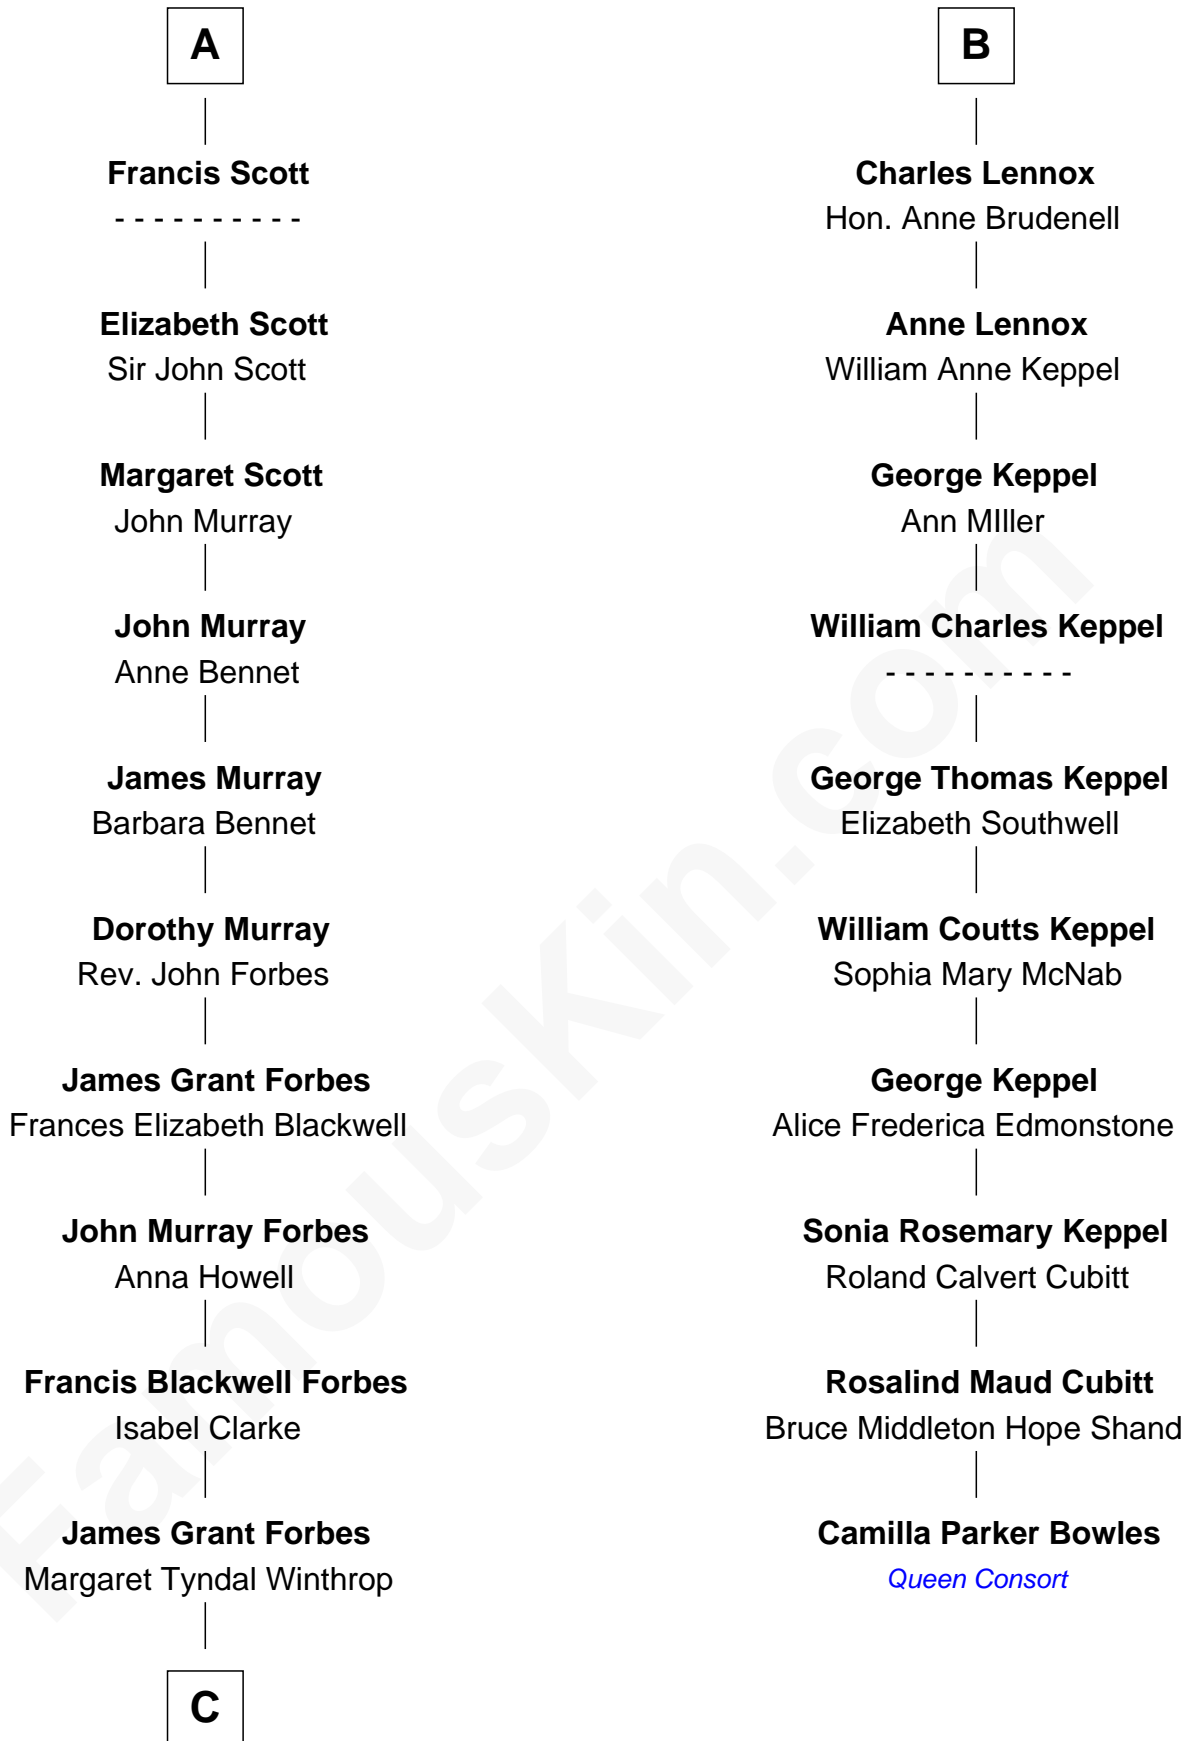 A
Francis Scott
- - - - - - - - - -
Elizabeth Scott
Sir John Scott
Margaret Scott
John Murray
John Murray
Anne Bennet
James Murray
Barbara Bennet
Dorothy Murray
Rev. John Forbes
James Grant Forbes
Frances Elizabeth Blackwell
John Murray Forbes
Anna Howell
Francis Blackwell Forbes
Isabel Clarke
James Grant Forbes
Margaret Tyndal Winthrop
C
B
Charles Lennox
Hon. Anne Brudenell
Anne Lennox
William Anne Keppel
George Keppel
Ann MIller
William Charles Keppel
- - - - - - - - - -
George Thomas Keppel
Elizabeth Southwell
William Coutts Keppel
Sophia Mary McNab
George Keppel
Alice Frederica Edmonstone
Sonia Rosemary Keppel
Roland Calvert Cubitt
Rosalind Maud Cubitt
Bruce Middleton Hope Shand
Camilla Parker Bowles
Queen Consort
FamousKin.com